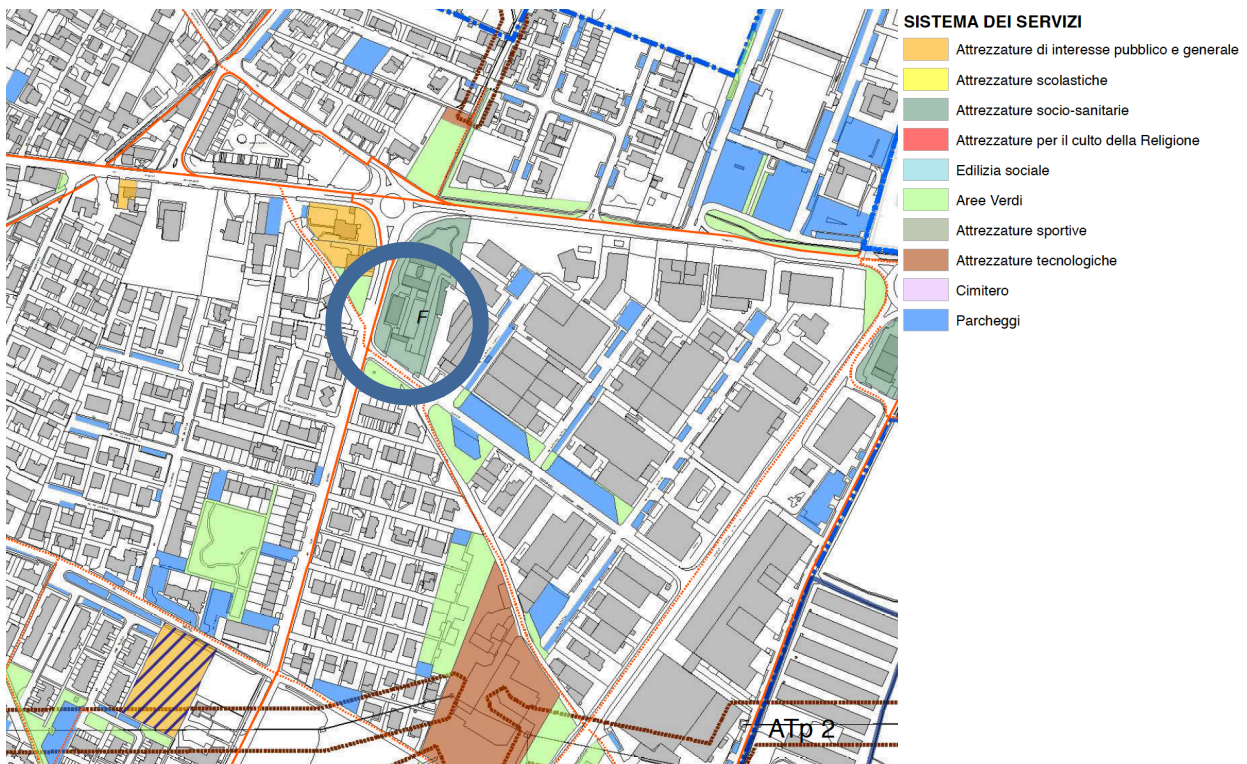 SISTEMA DEI SERVIZI
Attrezzature di interesse pubblico e generale
Attrezzature scolastiche
Attrezzature socio-sanitarie
Attrezzature per il culto della Religione
Edilizia sociale
Aree Verdi
Attrezzature sportive
Attrezzature tecnologiche
Cimitero
Parcheggi
F
ATp 2